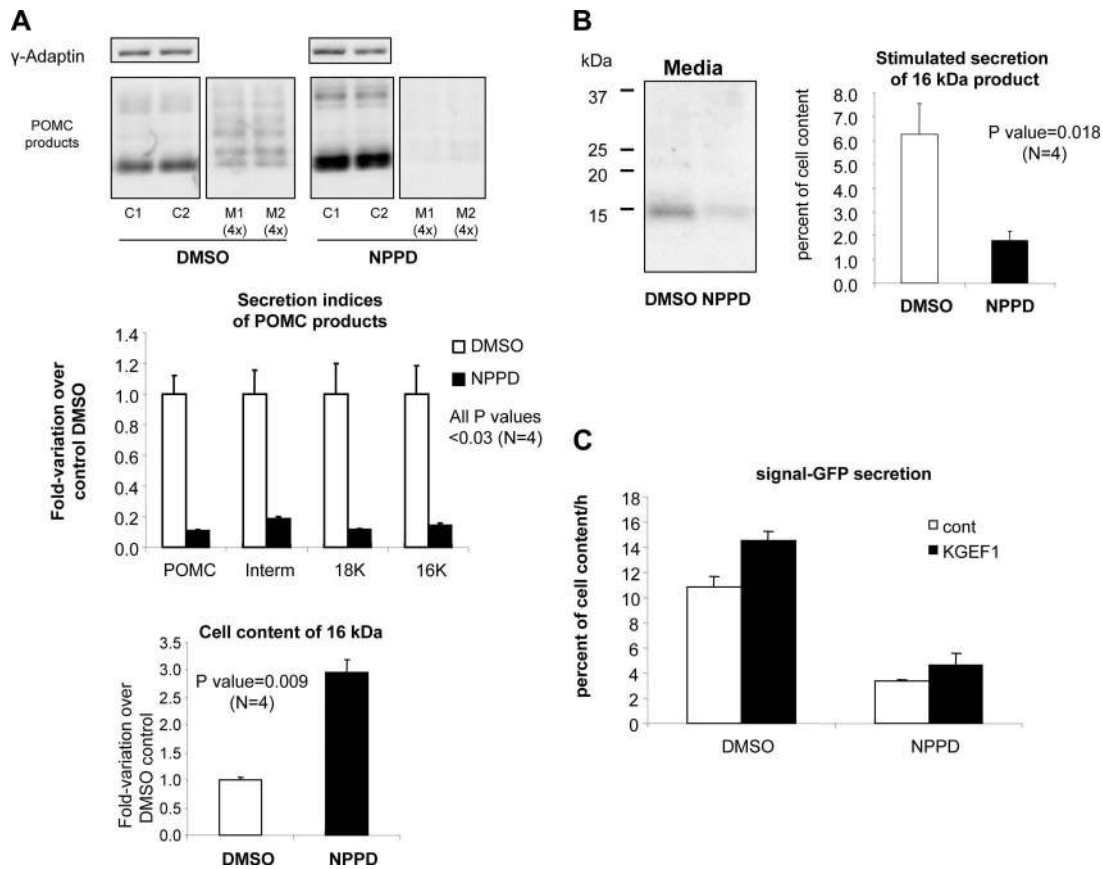 A
γ-Adaptin
POMC
products
C1 C2 M1 M2 C1 C2 M1 M2
(4x) (4x) (4x) (4x)
DMSO NPPD
Secretion indices
of POMC products
Fold-variation over
control DMSO
1.4
1.2
1.0
0.8
0.6
0.4
0.2
0.0
DMSO
NPPD
All P values
<0.03 (N=4)
POMC Interm 18K 16K
Cell content of 16 kDa
Fold-variation over
DMSO control
3.5
3.0
2.5
2.0
1.5
1.0
0.5
0.0
P value=0.009
(N=4)
DMSO NPPD
B
kDa
Media
37
25
20
15
DMSO NPPD
Stimulated secretion
of 16 kDa product
percent of cell content
8.0
7.0
6.0
5.0
4.0
3.0
2.0
1.0
0.0
P value=0.018
(N=4)
DMSO NPPD
C
signal-GFP secretion
percent of cell content/h
18
16
14
12
10
8
6
4
2
0
cont
KGEF1
DMSO NPPD